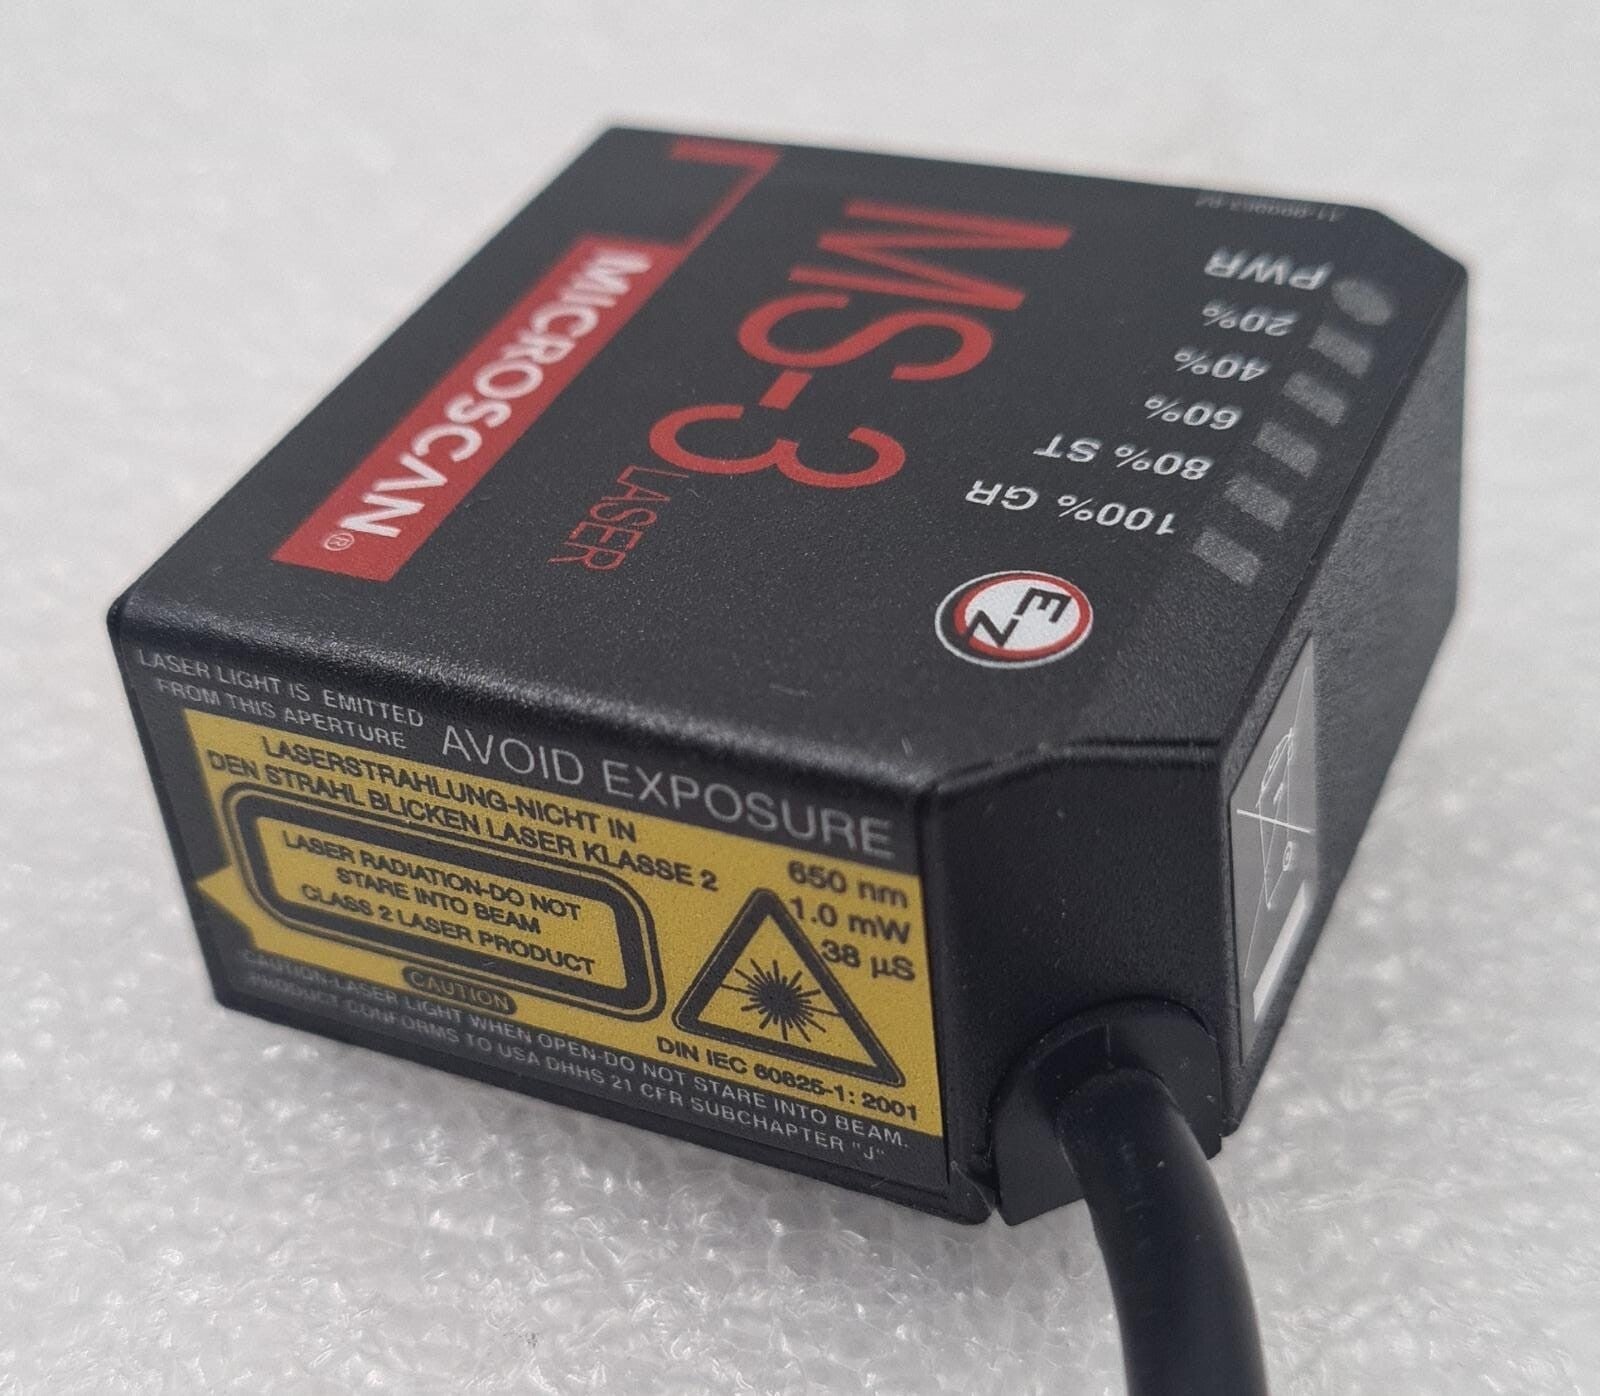 MICROSCAN®
MS-3
LASER
PWR
20%
40%
60%
80% ST
100% GR
EZ
LASER LIGHT IS EMITTED
FROM THIS APERTURE
AVOID EXPOSURE
LASERSTRAHLUNG-NICHT IN
DEN STRAHL BLICKEN LASER KLASSE 2
LASER RADIATION-DO NOT
STARE INTO BEAM
CLASS 2 LASER PRODUCT
CAUTION
650 nm
1.0 mW
38 µS
DIN IEC 60825-1: 2001
CAUTION-LASER LIGHT WHEN OPEN-DO NOT STARE INTO BEAM.
PRODUCT CONFORMS TO USA DHHS 21 CFR SUBCHAPTER "J"